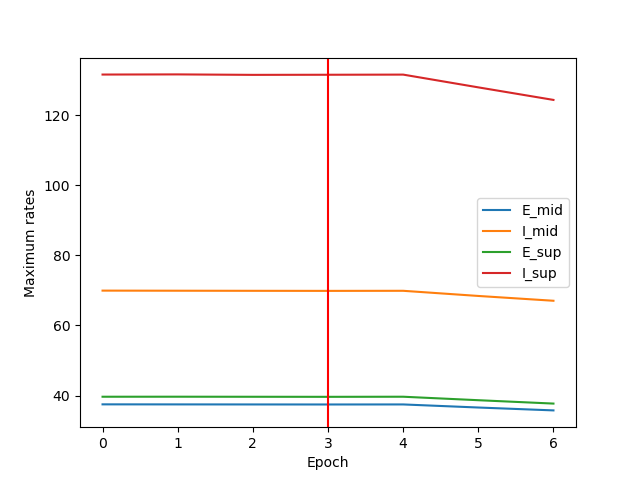 Maximum rates
120
100
80
60
40
E_mid
I_mid
E_sup
I_sup
0 1 2 3 4 5 6
Epoch